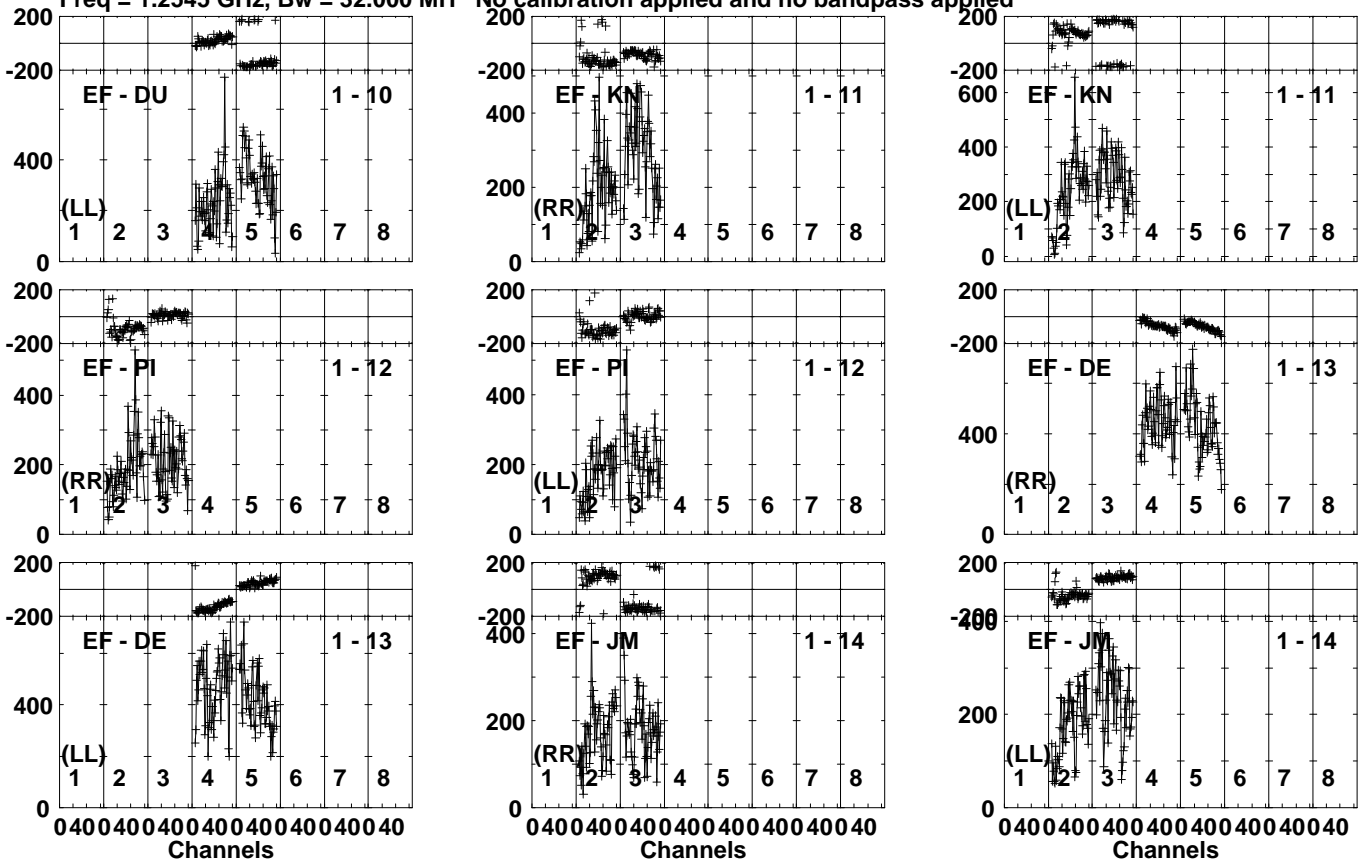 Freq = 1.2545 GHz, Bw = 32.000 MH No calibration applied and no bandpass applied
200 200 200
-200 -200 -200
EF - DU 1 - 10 EF - KN 1 - 11 EF - KN 1 - 11
600
400 400 400
200 200
(LL) (RR) (LL)
1 2 3 4 5 6 7 8 1 2 3 4 5 6 7 8 1 2 3 4 5 6 7 8
0 0 0
200 200 200
-200 -200 -200
EF - PI 1 - 12 EF - PI 1 - 12 EF - DE 1 - 13
400 400 400
200 200
(RR) (LL) (RR)
1 2 3 4 5 6 7 8 1 2 3 4 5 6 7 8 1 2 3 4 5 6 7 8
0 0 0
200 200 200
-200 -200 -200
EF - DE 1 - 13 EF - JM 1 - 14 EF - JM 1 - 14
400 400 400
200 200
(LL) (RR) (LL)
1 2 3 4 5 6 7 8 1 2 3 4 5 6 7 8 1 2 3 4 5 6 7 8
0 0 0
0 40 0 40 0 40 0 40 0 40 0 40 0 40 0 40 0 40 0 40 0 40 0 40 0 40 0 40 0 40 0 40 0 40 0 40 0 40 0 40 0 40 0 40 0 40 0 40
Channels Channels Channels